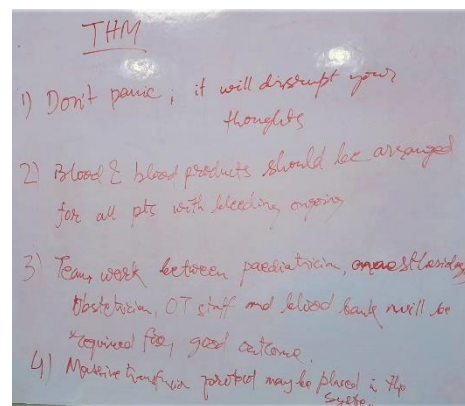 THM
1) Don't panic; it will disrupt your
thoughts
2) Blood & blood products should be arranged
for all pts with bleeding ongoing
3) Team work between paediatrician,
Obstetrician, OT staff and blood bank will be
required for good outcome.
4) Massive transfusion protocol may be placed in the
system